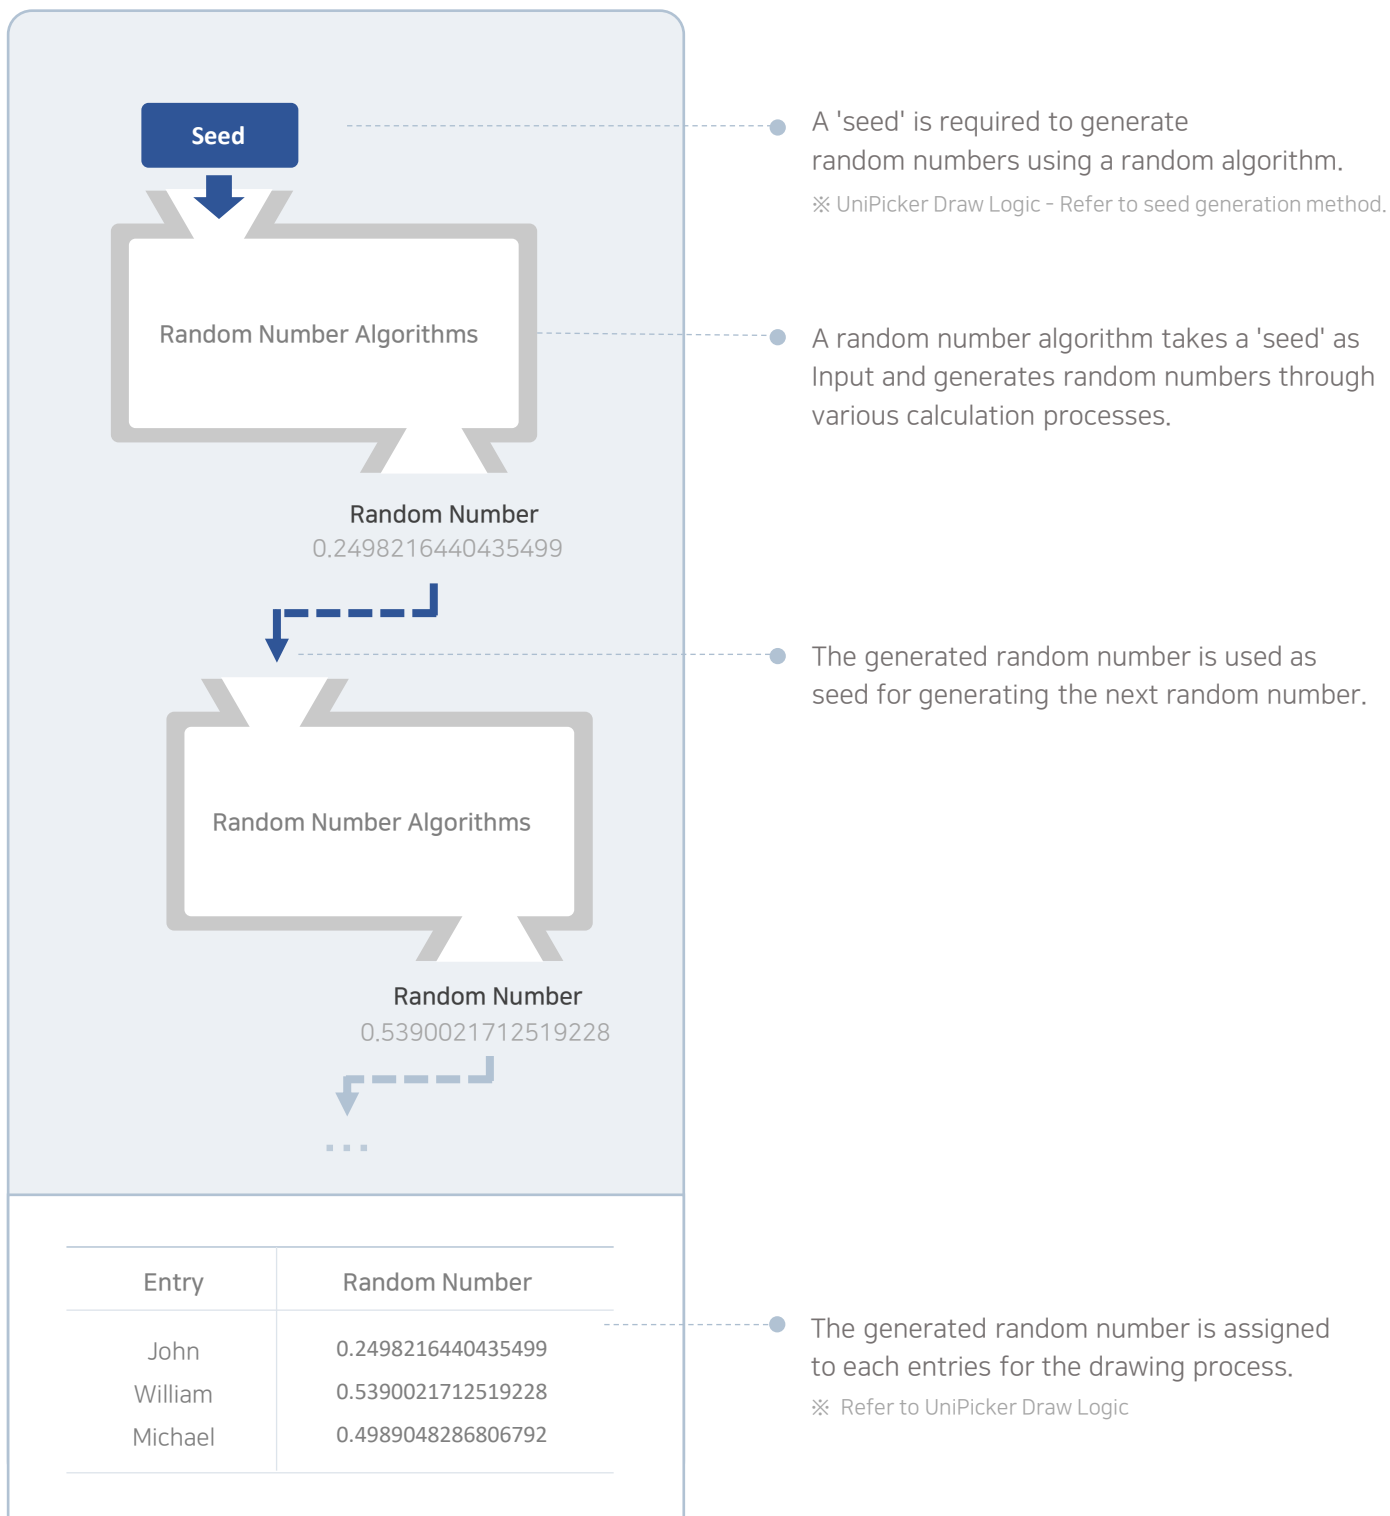 Seed
A 'seed' is required to generate
random numbers using a random algorithm.
※ UniPicker Draw Logic - Refer to seed generation method.
Random Number Algorithms
A random number algorithm takes a 'seed' as
Input and generates random numbers through
various calculation processes.
Random Number
0.2498216440435499
The generated random number is used as
seed for generating the next random number.
Random Number Algorithms
Random Number
0.5390021712519228
...
Entry Random Number
John 0.2498216440435499
William 0.5390021712519228
Michael 0.4989048286806792
The generated random number is assigned
to each entries for the drawing process.
※ Refer to UniPicker Draw Logic